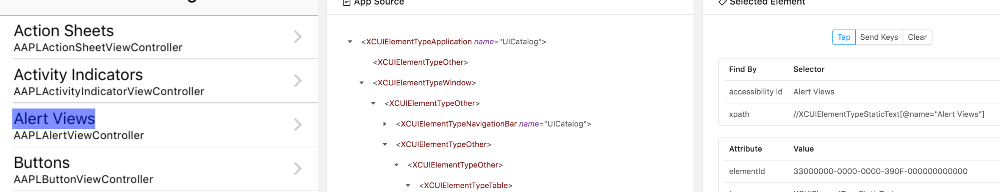 Action Sheets
AAPLActionSheetViewController
Activity Indicators
AAPLActivityIndicatorViewController
Alert Views
AAPLAlertViewController
Buttons
AAPLButtonViewController
App Source
<XCUIElementTypeApplication name="UICatalog">
<XCUIElementTypeOther>
<XCUIElementTypeWindow>
<XCUIElementTypeOther>
<XCUIElementTypeNavigationBar name="UICatalog">
<XCUIElementTypeOther>
<XCUIElementTypeOther>
<XCUIElementTypeTable>
Selected Element
Tap Send Keys Clear
Find By Selector
accessibility id Alert Views
xpath //XCUIElementTypeStaticText[@name="Alert Views"]
Attribute Value
elementId 33000000-0000-0000-390F-000000000000